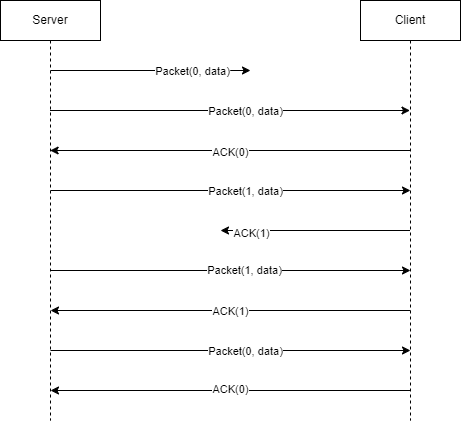 Server
Client
Packet(0, data)
Packet(0, data)
ACK(0)
Packet(1, data)
ACK(1)
Packet(1, data)
ACK(1)
Packet(0, data)
ACK(0)